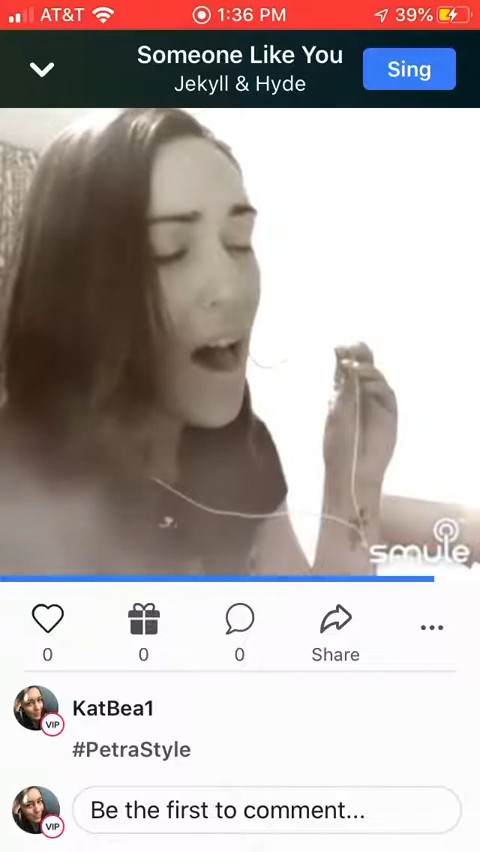 AT&T 1:36 PM 39%
Someone Like You
Jekyll & Hyde
Sing
smule
0 0 0 Share
KatBea1
VIP
#PetraStyle
Be the first to comment...
VIP